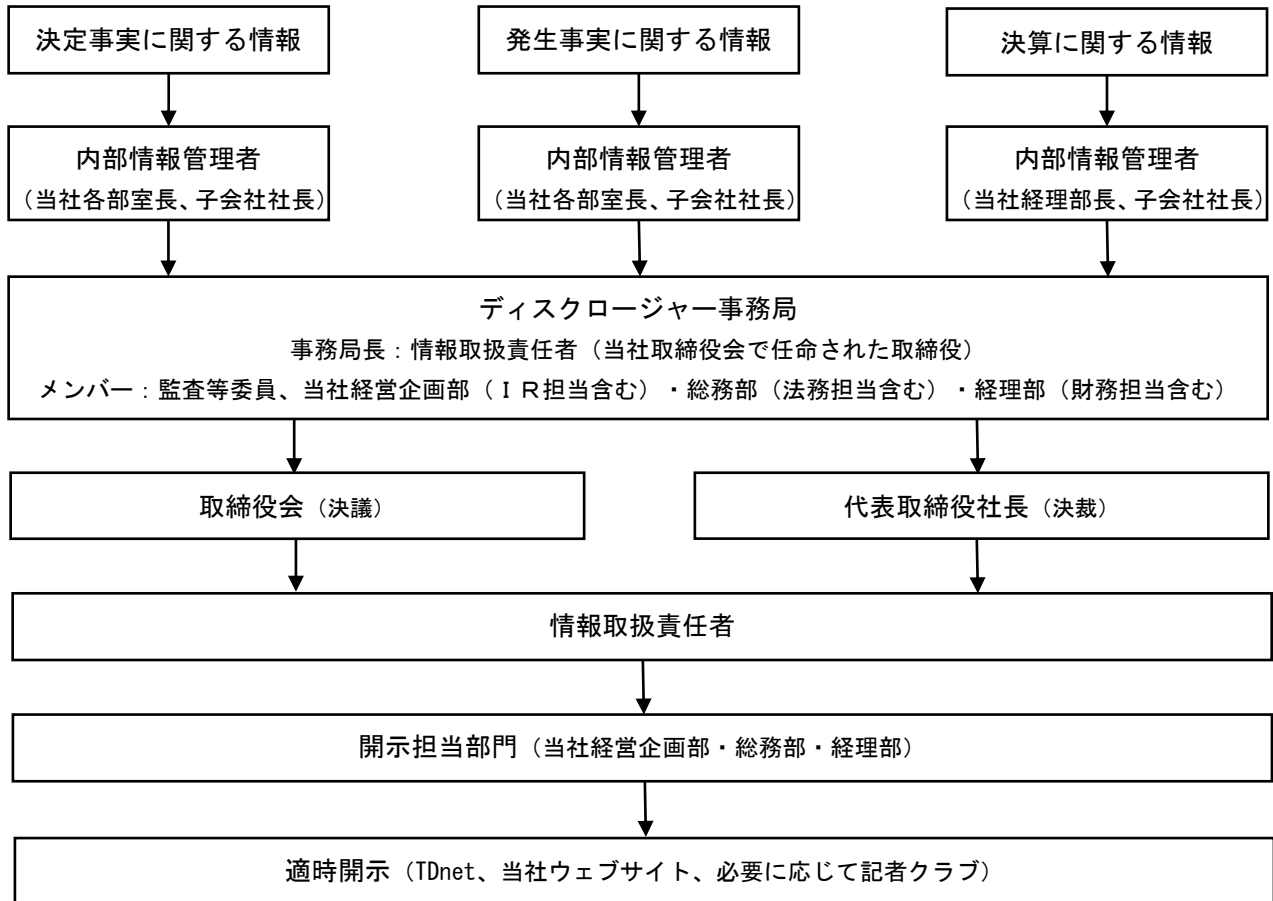 決定事実に関する情報
発生事実に関する情報
決算に関する情報
内部情報管理者
(当社各部室長、子会社社長)
内部情報管理者
(当社各部室長、子会社社長)
内部情報管理者
(当社経理部長、子会社社長)
ディスクロージャー事務局
事務局長：情報取扱責任者（当社取締役会で任命された取締役）
メンバー：監査等委員、当社経営企画部（ＩＲ担当含む）・総務部（法務担当含む）・経理部（財務担当含む）
取締役会（決議）
代表取締役社長（決裁）
情報取扱責任者
開示担当部門（当社経営企画部・総務部・経理部）
適時開示（TDnet、当社ウェブサイト、必要に応じて記者クラブ）